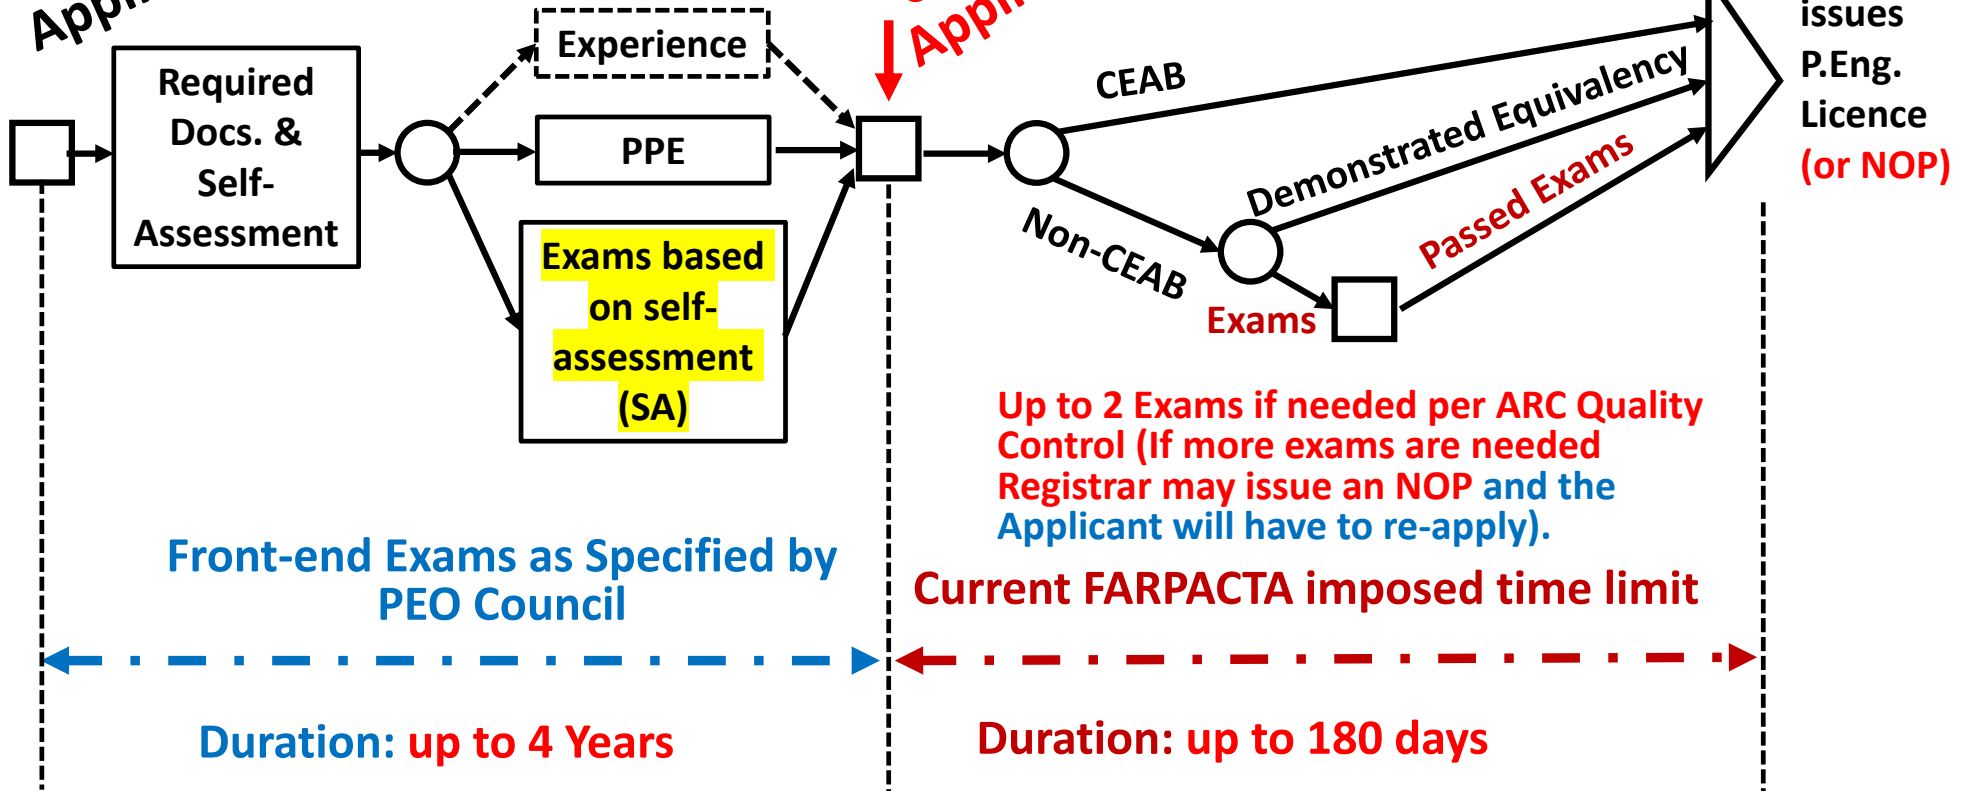 Appli
Required
Docs. &
Self-
Assessment
Experience
PPE
Exams based
on self-
assessment
(SA)
Appli
CEAB
Non-CEAB
Demonstrated Equivalency
Exams
Passed Exams
issues
P.Eng.
Licence
(or NOP)
Up to 2 Exams if needed per ARC Quality
Control (If more exams are needed
Registrar may issue an NOP and the
Applicant will have to re-apply).
Front-end Exams as Specified by
PEO Council
Current FARPACTA imposed time limit
Duration: up to 4 Years
Duration: up to 180 days